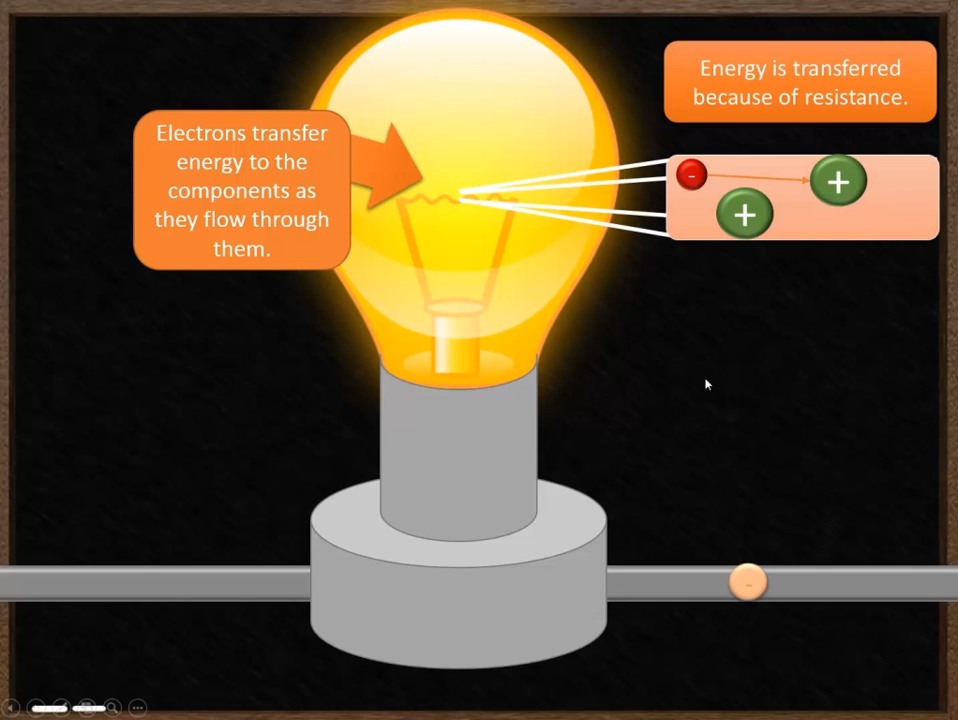 Energy is transferred
because of resistance.
Electrons transfer
energy to the
components as
they flow through
them.
-
+
+
-